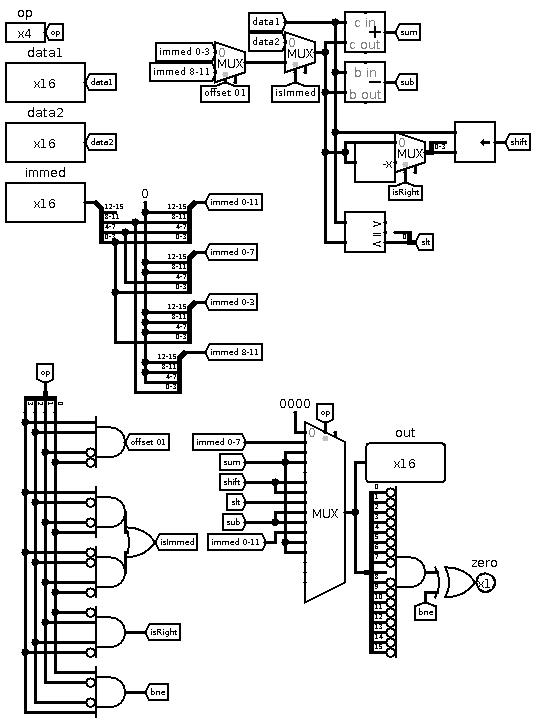 op
x4
op
data1
x16
data1
data2
x16
data2
immed
x16
12-15
8-11
4-7
0-3
0
12-15
8-11
4-7
0-3
immed 0-11
12-15
8-11
4-7
0-3
immed 0-7
12-15
8-11
4-7
0-3
immed 0-3
12-15
8-11
4-7
0-3
immed 8-11
immed 0-3
immed 8-11
MUX
0
offset 01
data1
data2
0
MUX
isImmed
c in
+
c out
sum
b in
-
b out
sub
-x
0
MUX
0-3
isRight
shift
slt
op
3
2
1
0
offset 01
isImmed
isRight
bne
0000
op
0
MUX
immed 0-7
sum
shift
slt
sub
immed 0-11
out
x16
0
1
2
3
4
5
6
7
8
9
10
11
12
13
14
15
bne
zero
x1